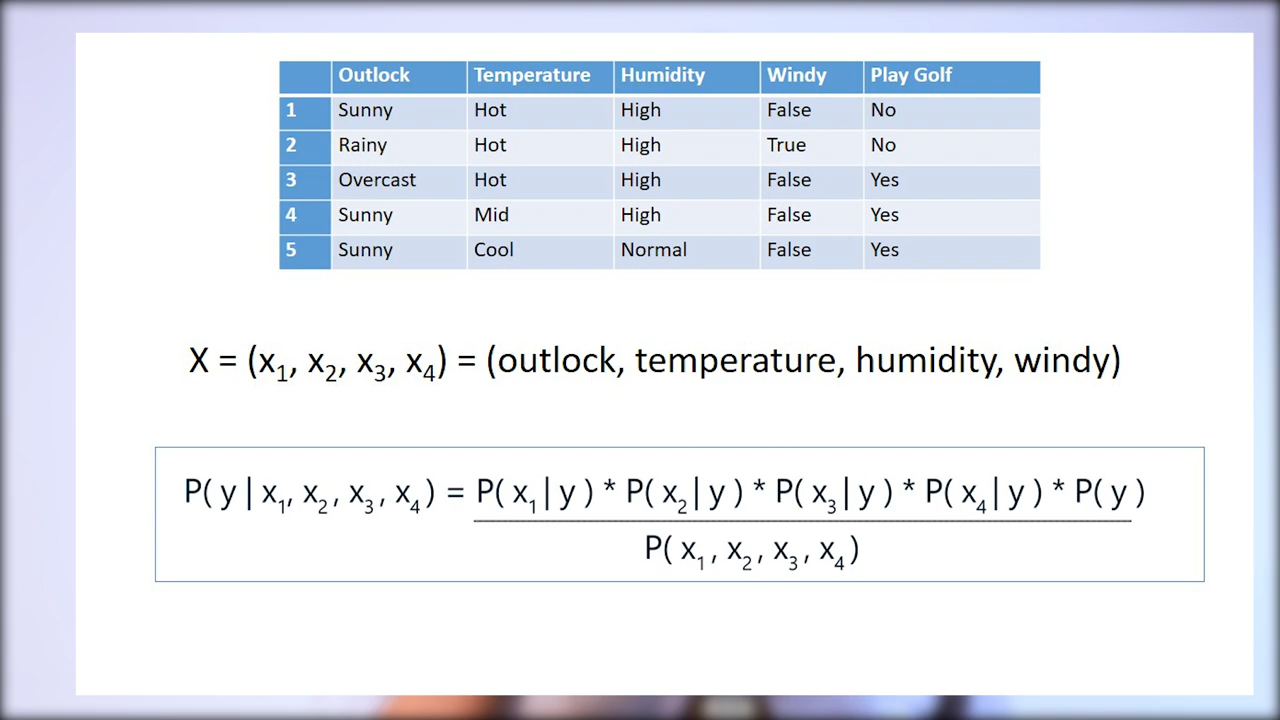 Outlock Temperature Humidity Windy Play Golf
1 Sunny Hot High False No
2 Rainy Hot High True No
3 Overcast Hot High False Yes
4 Sunny Mid High False Yes
5 Sunny Cool Normal False Yes
X = (x₁, x₂, x₃, x₄) = (outlock, temperature, humidity, windy)
P( y | x₁, x₂, x₃, x₄ ) = P( x₁ | y ) * P( x₂ | y ) * P( x₃ | y ) * P( x₄ | y ) * P( y )
P( x₁, x₂, x₃, x₄ )